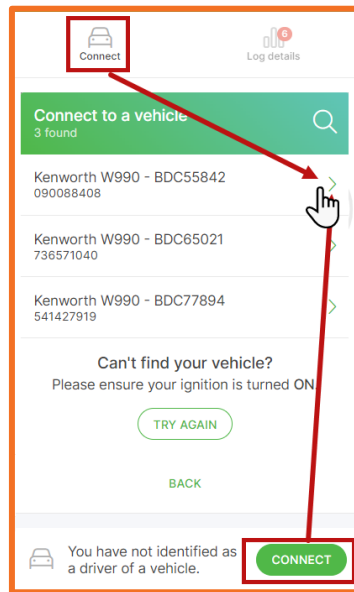 Connect
6
Log details
Connect to a vehicle
3 found
Kenworth W990 - BDC55842
090088408
Kenworth W990 - BDC65021
736571040
Kenworth W990 - BDC77894
541427919
Can't find your vehicle?
Please ensure your ignition is turned ON.
TRY AGAIN
BACK
You have not identified as
a driver of a vehicle.
CONNECT